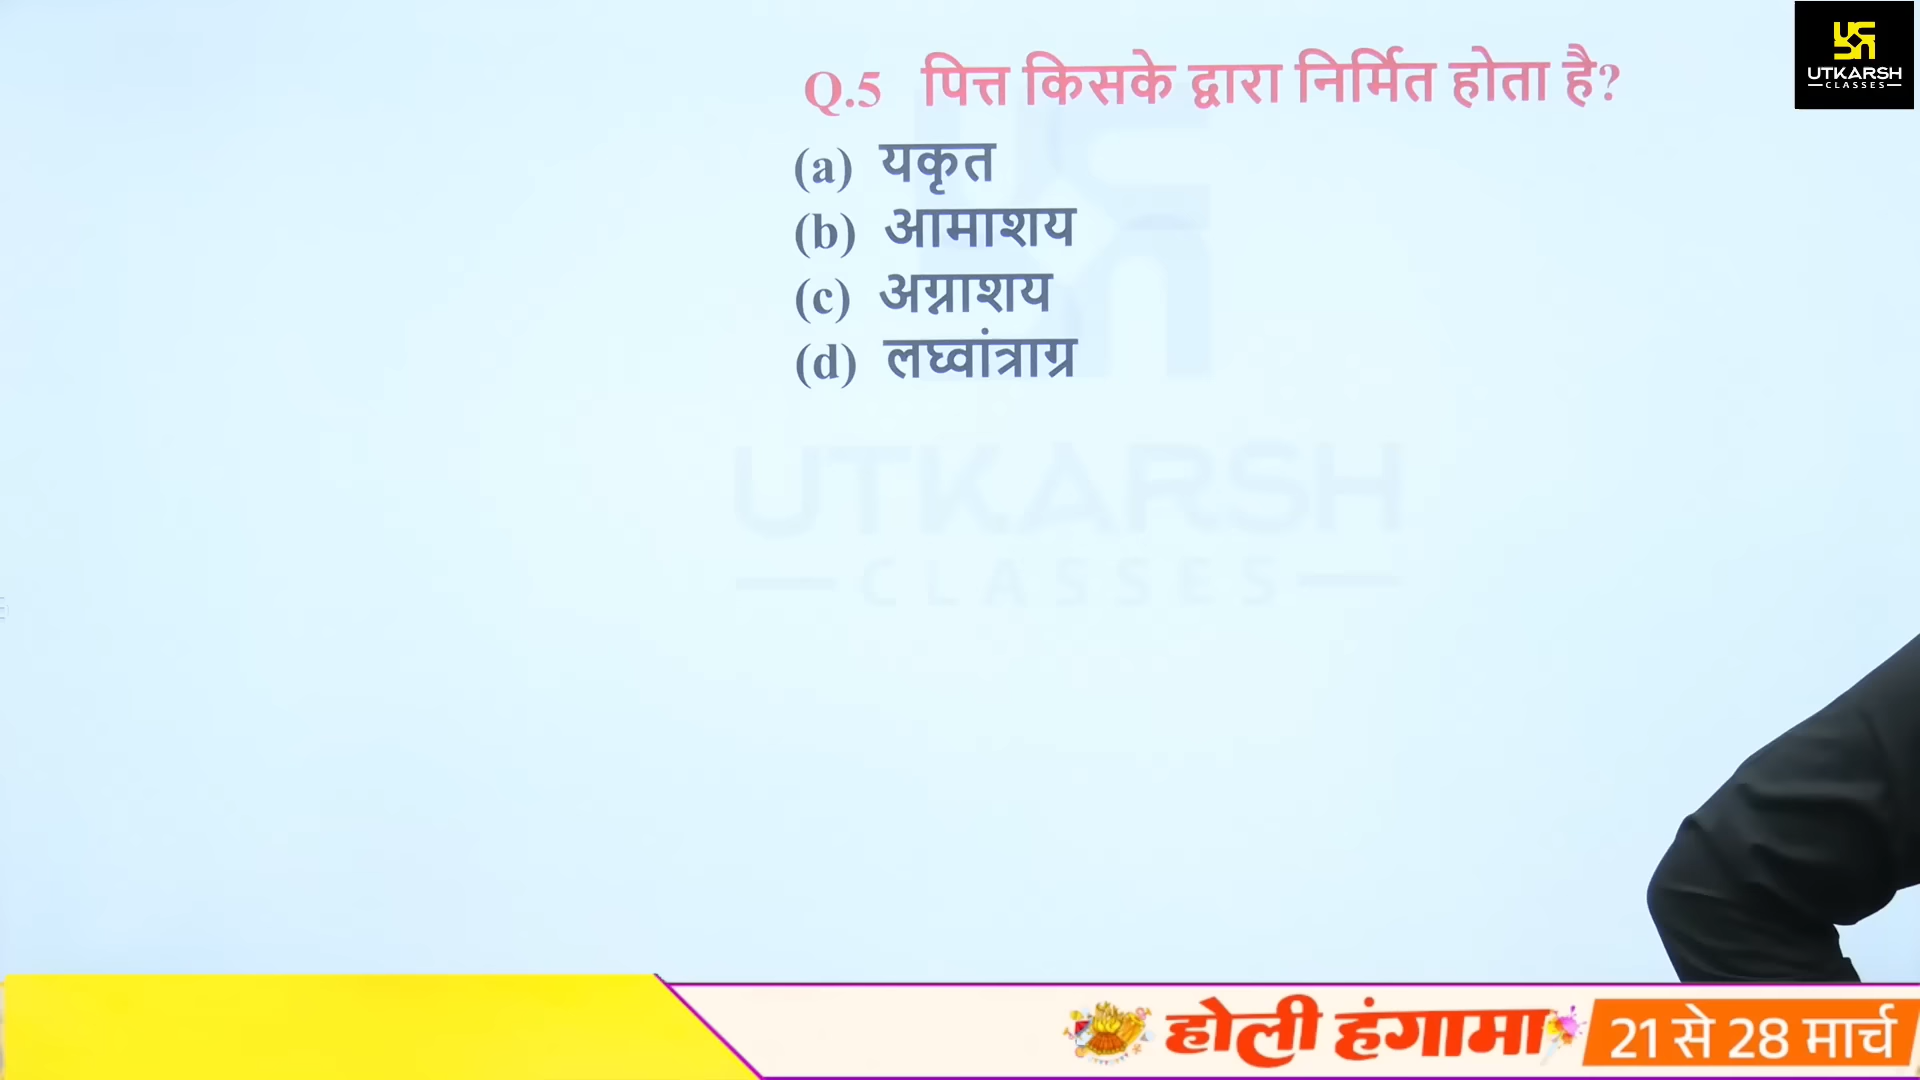 UTKARSH
CLASSES
Q.5 पित्त किसके द्वारा निर्मित होता है?
(a) यकृत
(b) आमाशय
(c) अग्नाशय
(d) लघ्वांत्राग्र
UTKARSH
CLASSES
होली हंगामा
21 से 28 मार्च